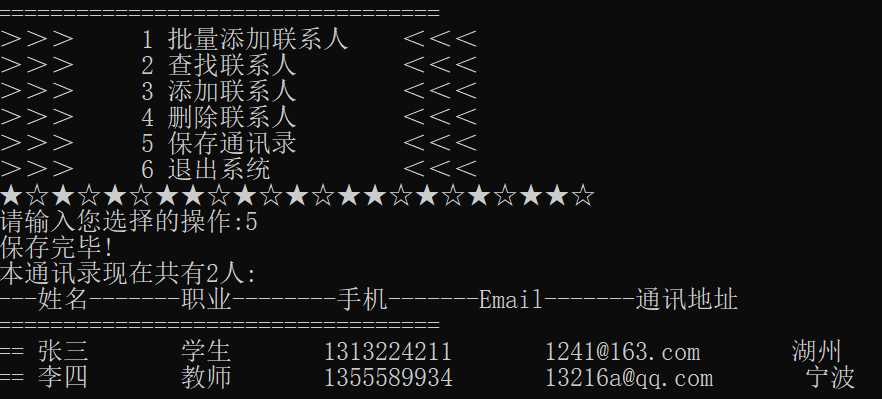 ==================================
＞＞＞     1 批量添加联系人    ＜＜＜
＞＞＞     2 查找联系人        ＜＜＜
＞＞＞     3 添加联系人        ＜＜＜
＞＞＞     4 删除联系人        ＜＜＜
＞＞＞     5 保存通讯录        ＜＜＜
＞＞＞     6 退出系统          ＜＜＜
★☆★☆★☆★★☆★☆★☆★★☆★☆★☆★★☆
请输入您选择的操作:5
保存完毕!
本通讯录现在共有2人:
---姓名-------职业--------手机-------Email-------通讯地址
==================================
== 张三       学生       1313224211       1241@163.com       湖州
== 李四       教师       1355589934       13216a@qq.com       宁波